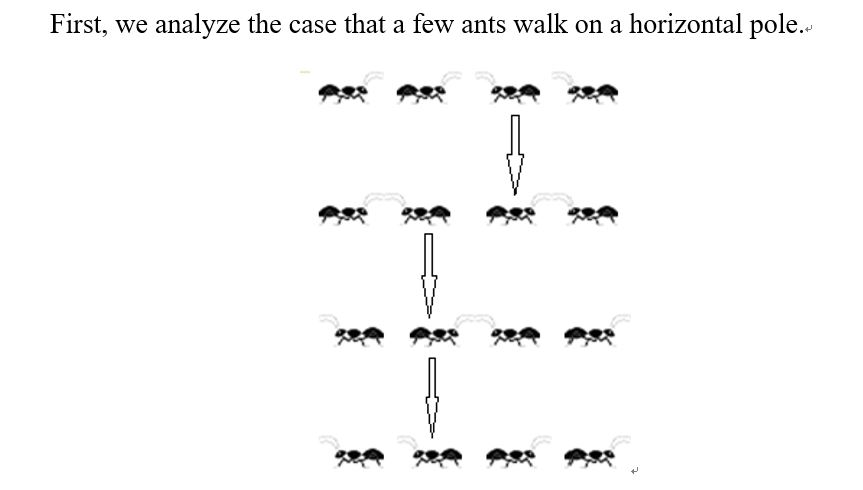 First, we analyze the case that a few ants walk on a horizontal pole.